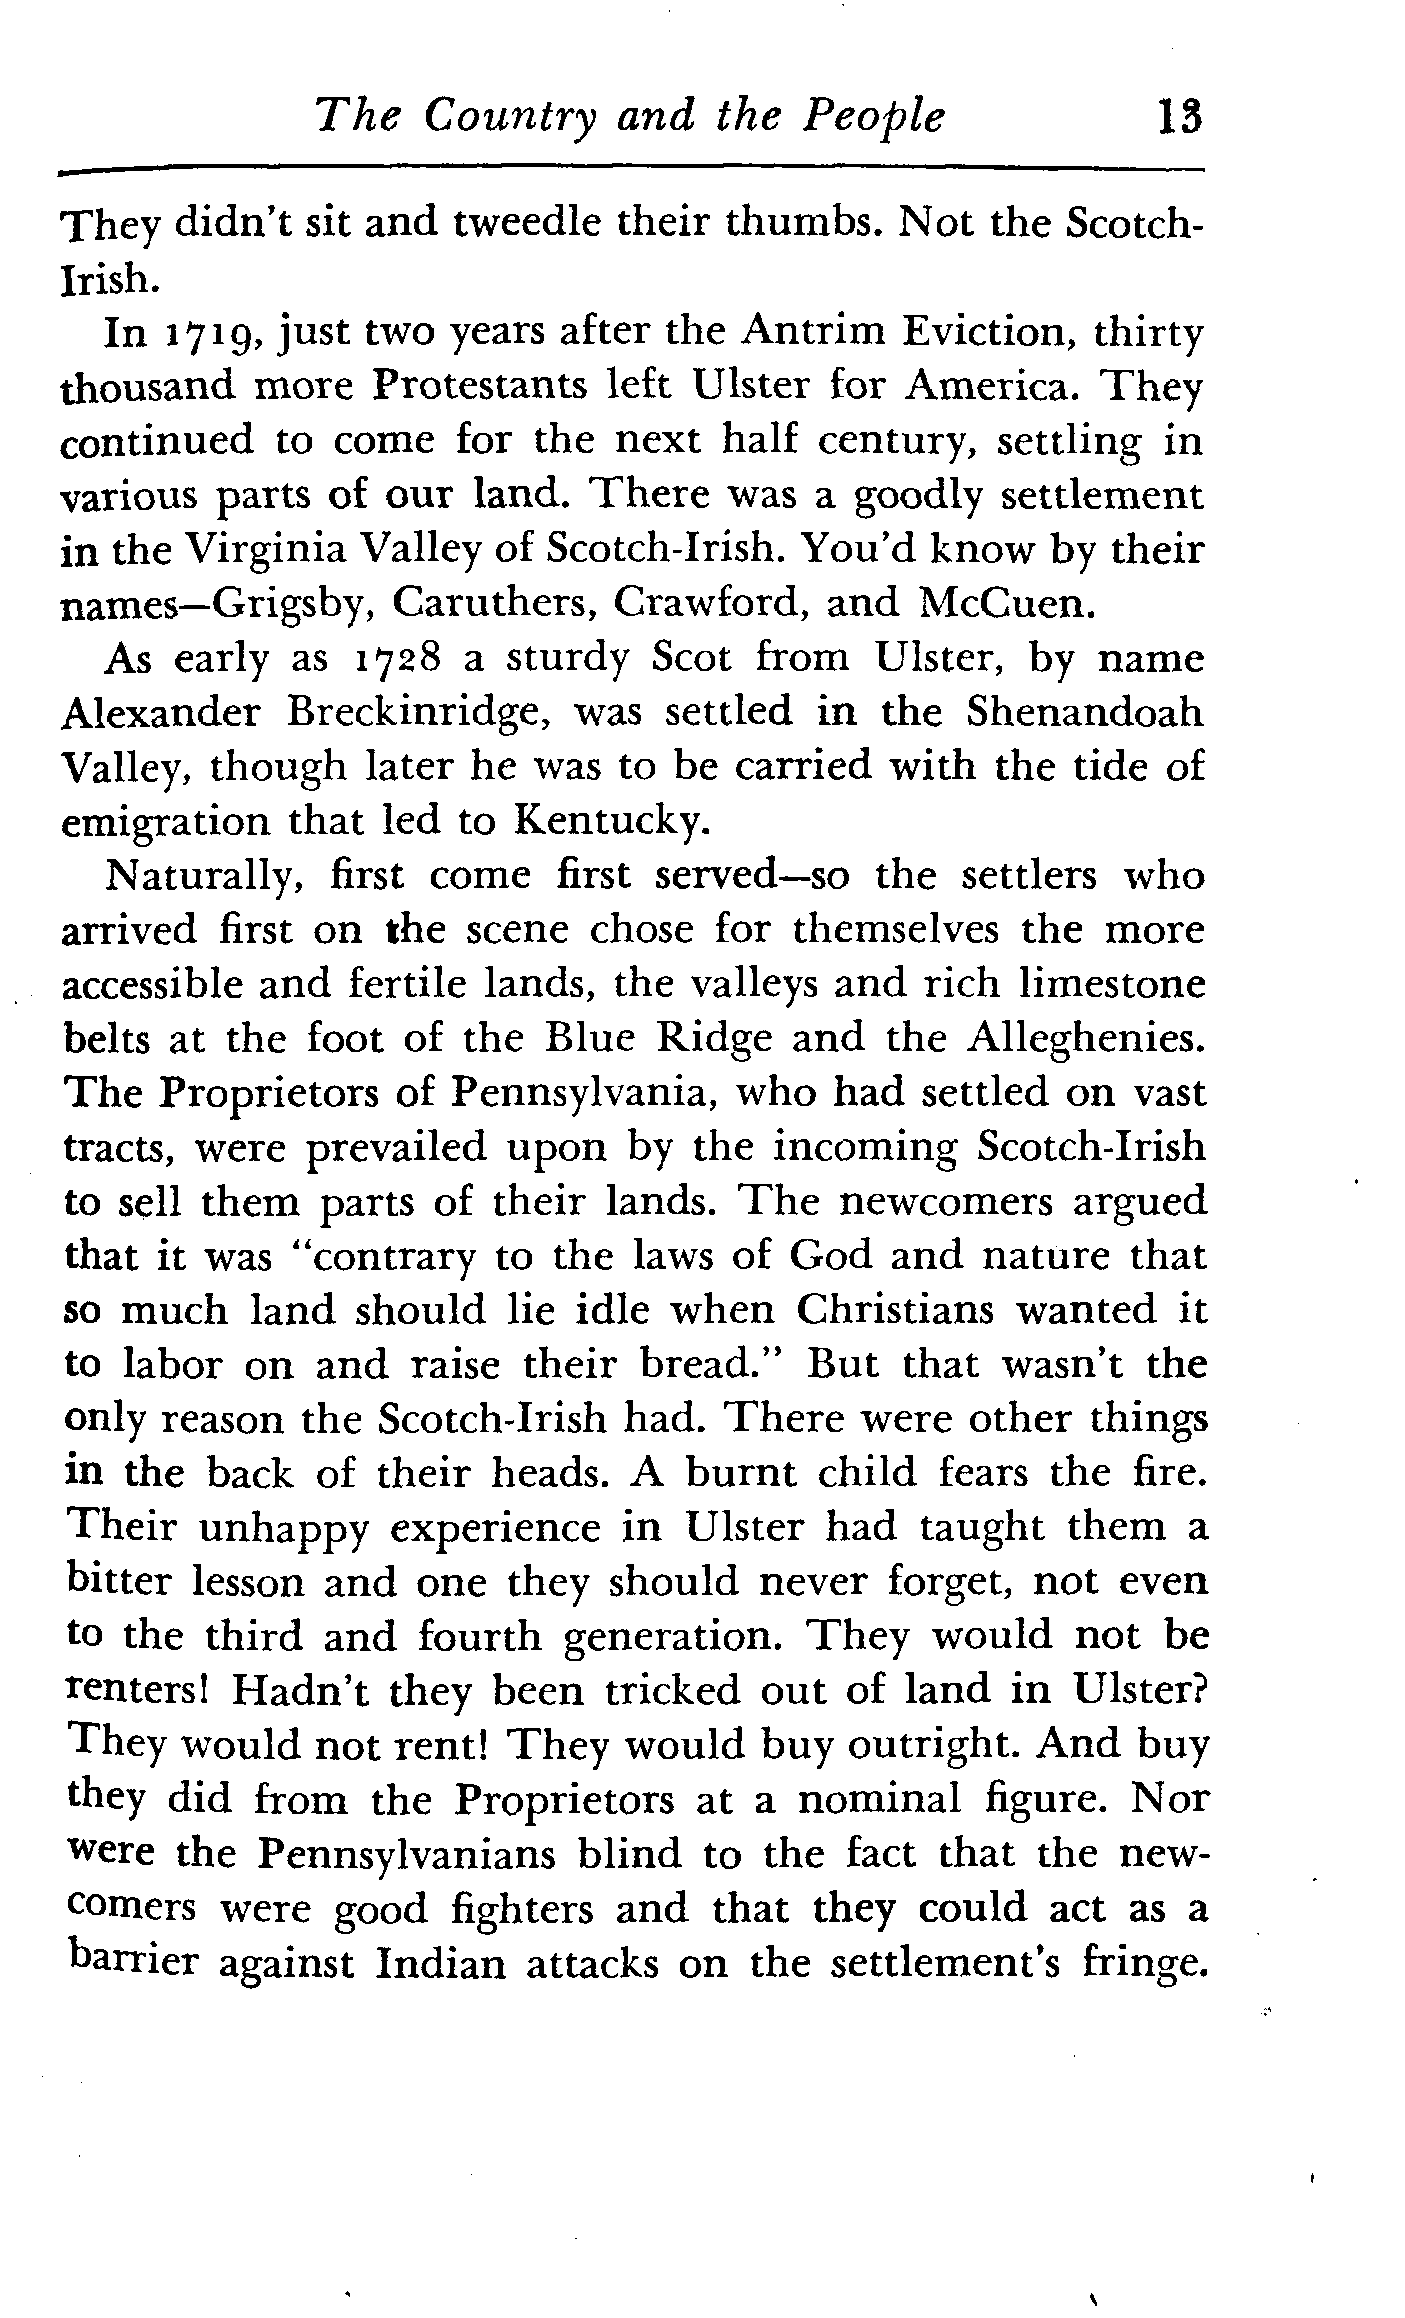 The Country and the People 13
They didn't sit and tweedle their thumbs. Not the Scotch-
Irish.
In 1719, just two years after the Antrim Eviction, thirty
thousand more Protestants left Ulster for America. They
continued to come for the next half century, settling in
various parts of our land. There was a goodly settlement
in the Virginia Valley of Scotch-Irish. You'd know by their
names—Grigsby, Caruthers, Crawford, and McCuen.
As early as 1728 a sturdy Scot from Ulster, by name
Alexander Breckinridge, was settled in the Shenandoah
Valley, though later he was to be carried with the tide of
emigration that led to Kentucky.
Naturally, first come first served—so the settlers who
arrived first on the scene chose for themselves the more
accessible and fertile lands, the valleys and rich limestone
belts at the foot of the Blue Ridge and the Alleghenies.
The Proprietors of Pennsylvania, who had settled on vast
tracts, were prevailed upon by the incoming Scotch-Irish
to sell them parts of their lands. The newcomers argued
that it was "contrary to the laws of God and nature that
so much land should lie idle when Christians wanted it
to labor on and raise their bread." But that wasn't the
only reason the Scotch-Irish had. There were other things
in the back of their heads. A burnt child fears the fire.
Their unhappy experience in Ulster had taught them a
bitter lesson and one they should never forget, not even
to the third and fourth generation. They would not be
renters! Hadn't they been tricked out of land in Ulster?
They would not rent! They would buy outright. And buy
they did from the Proprietors at a nominal figure. Nor
were the Pennsylvanians blind to the fact that the new-
comers were good fighters and that they could act as a
barrier against Indian attacks on the settlement's fringe.